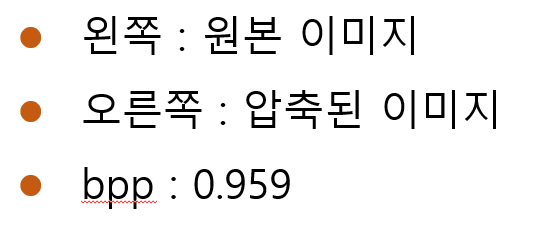 왼쪽 : 원본 이미지
오른쪽 : 압축된 이미지
bpp : 0.959